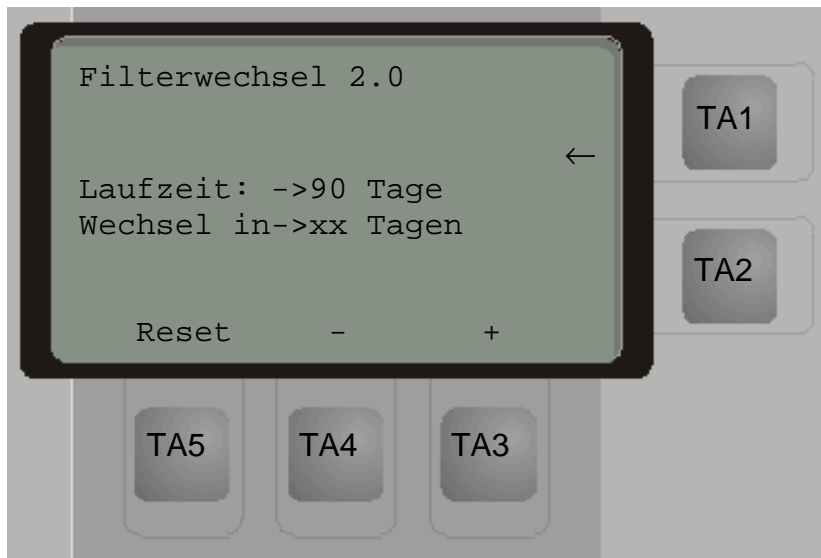 Filterwechsel 2.0
TA1
←
Laufzeit: ->90 Tage
Wechsel in->xx Tagen
TA2
Reset - +
TA5 TA4 TA3